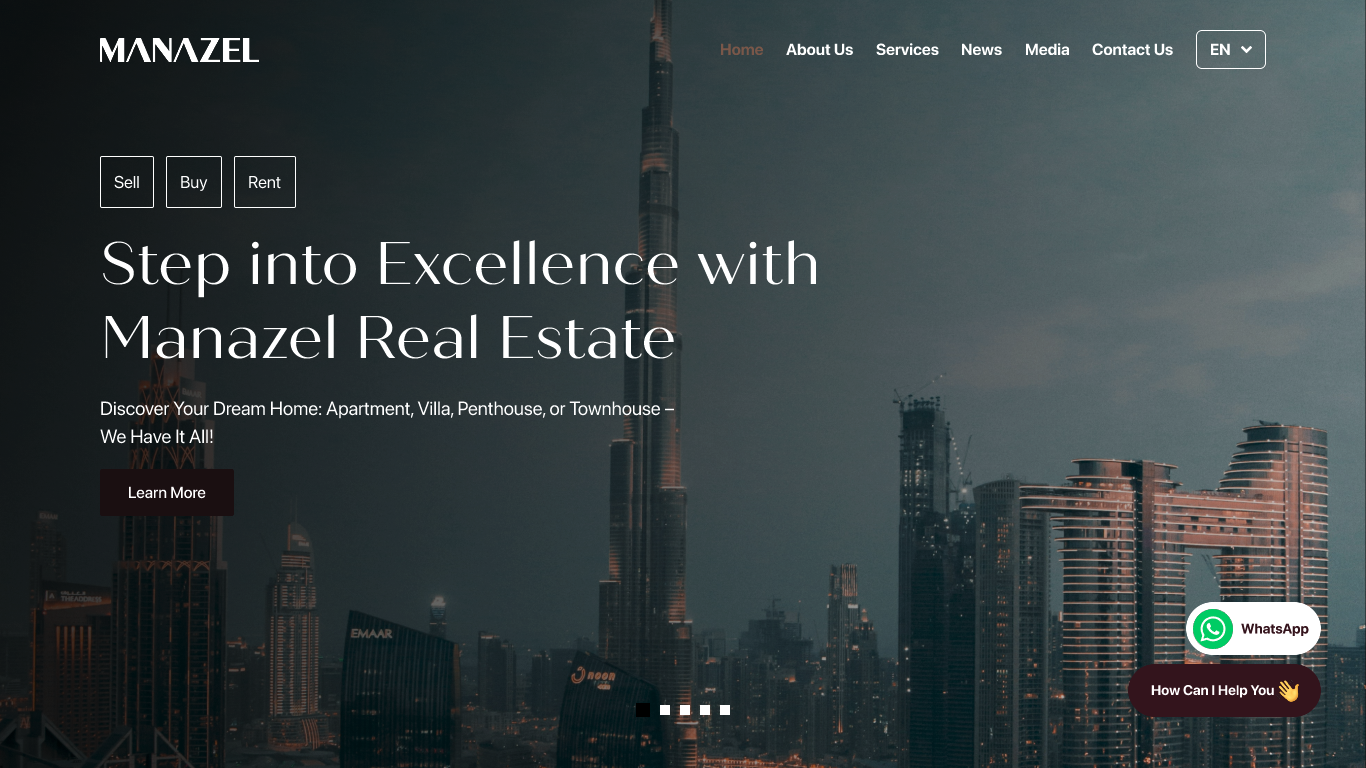 MANAZEL
Home
About Us
Services
News
Media
Contact Us
EN
Sell
Buy
Rent
Step into Excellence with
Manazel Real Estate
Discover Your Dream Home: Apartment, Villa, Penthouse, or Townhouse –
We Have It All!
Learn More
THE ADDRESS
EMAAR
noon
WhatsApp
How Can I Help You 👋